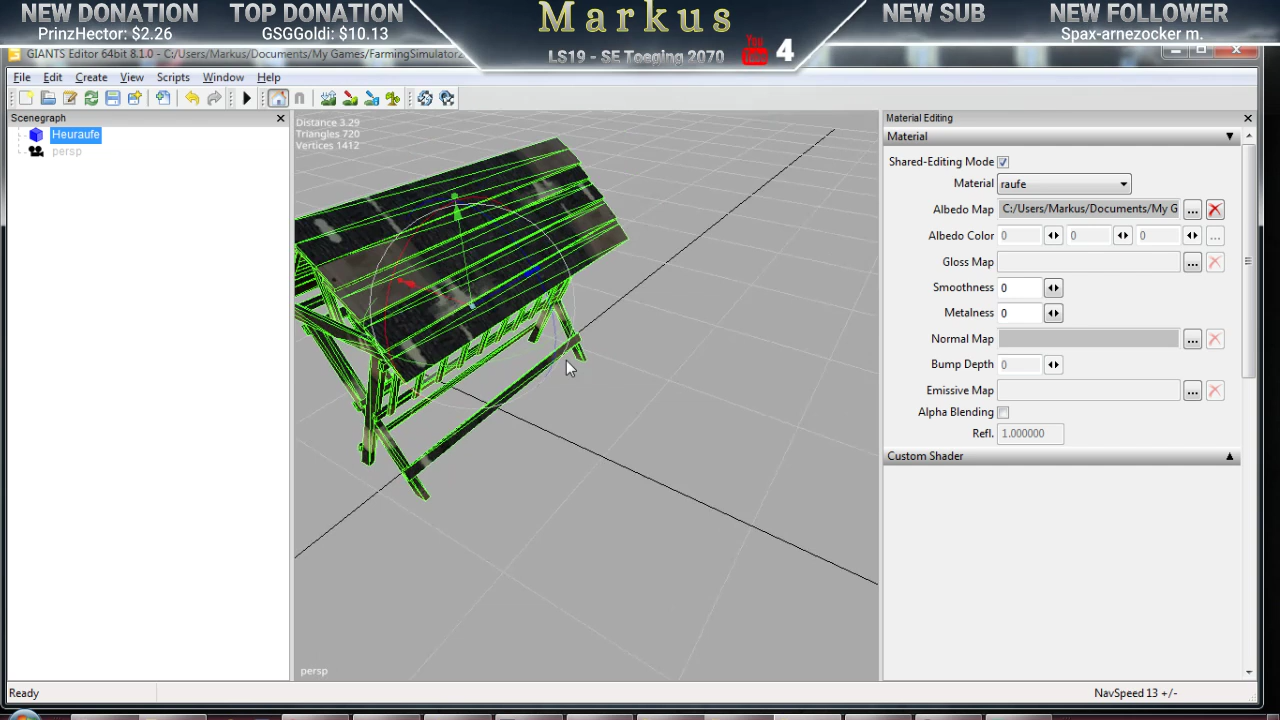 NEW DONATION
TOP DONATION
Markus
NEW SUB
NEW FOLLOWER
PrinzHector: $2.26
GSGGoldi: $10.13
LS19 - SE Toeging 2070
You
4
Spax-arnezocker m.
GIANTS Editor 64bit 8.1.0 - C:/Users/Markus/Documents/My Games/FarmingSimulator2
File Edit Create View Scripts Window Help
Scenegraph
Heuraufe
persp
Distance 3.29
Triangles 720
Vertices 1412
persp
Material Editing
Material
Shared-Editing Mode
Material raufe
Albedo Map C:/Users/Markus/Documents/My G ...
Albedo Color 0 0 0 ...
Gloss Map ...
Smoothness 0
Metalness 0
Normal Map ...
Bump Depth 0
Emissive Map ...
Alpha Blending
Refl. 1.000000
Custom Shader
Ready
NavSpeed 13 +/-